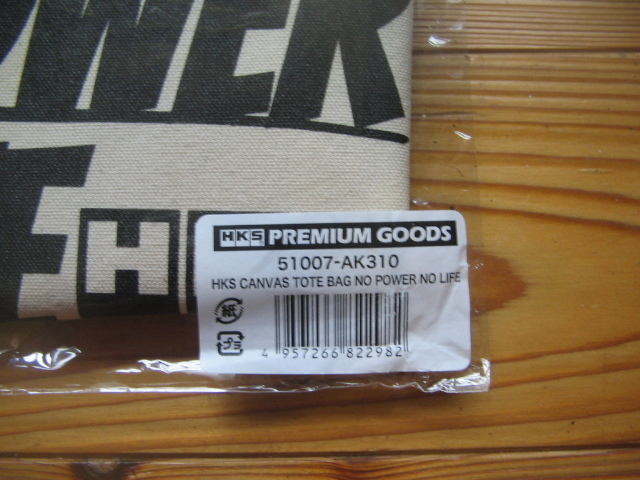 WER
E H
HKS PREMIUM GOODS
51007-AK310
HKS CANVAS TOTE BAG NO POWER NO LIFE
紙
プラ
4 957266 822982